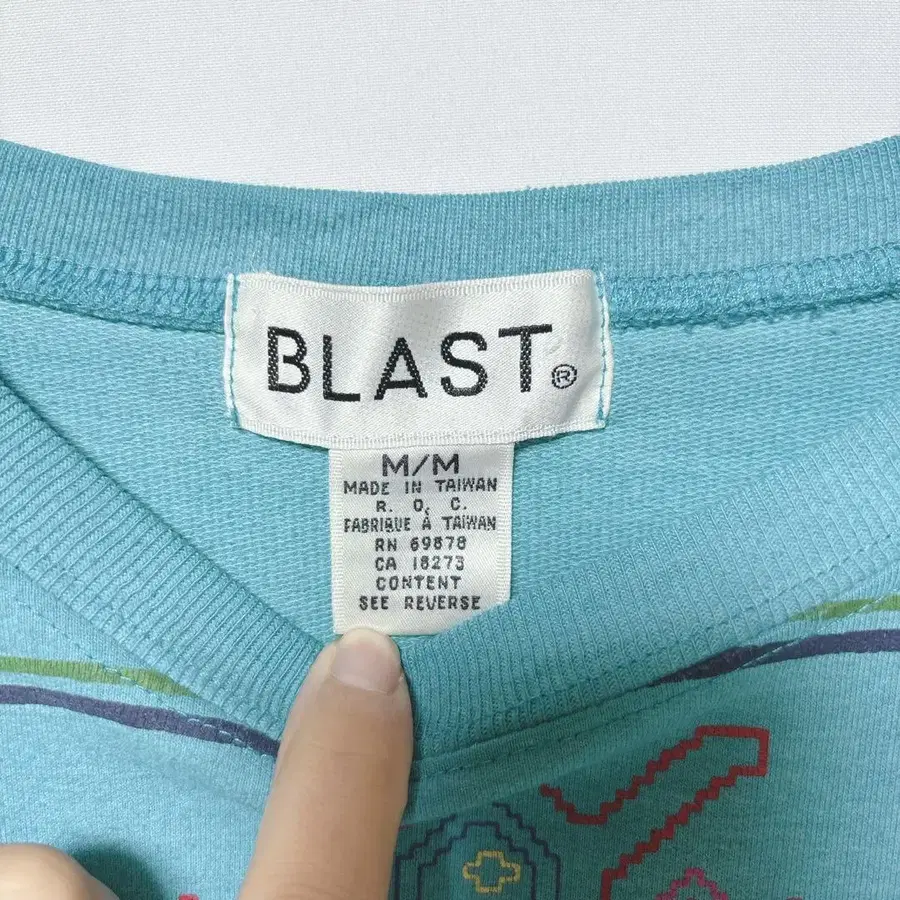 BLAST®
M/M
MADE IN TAIWAN
R. O. C.
FABRIQUE À TAIWAN
RN 69878
CA 18273
CONTENT
SEE REVERSE